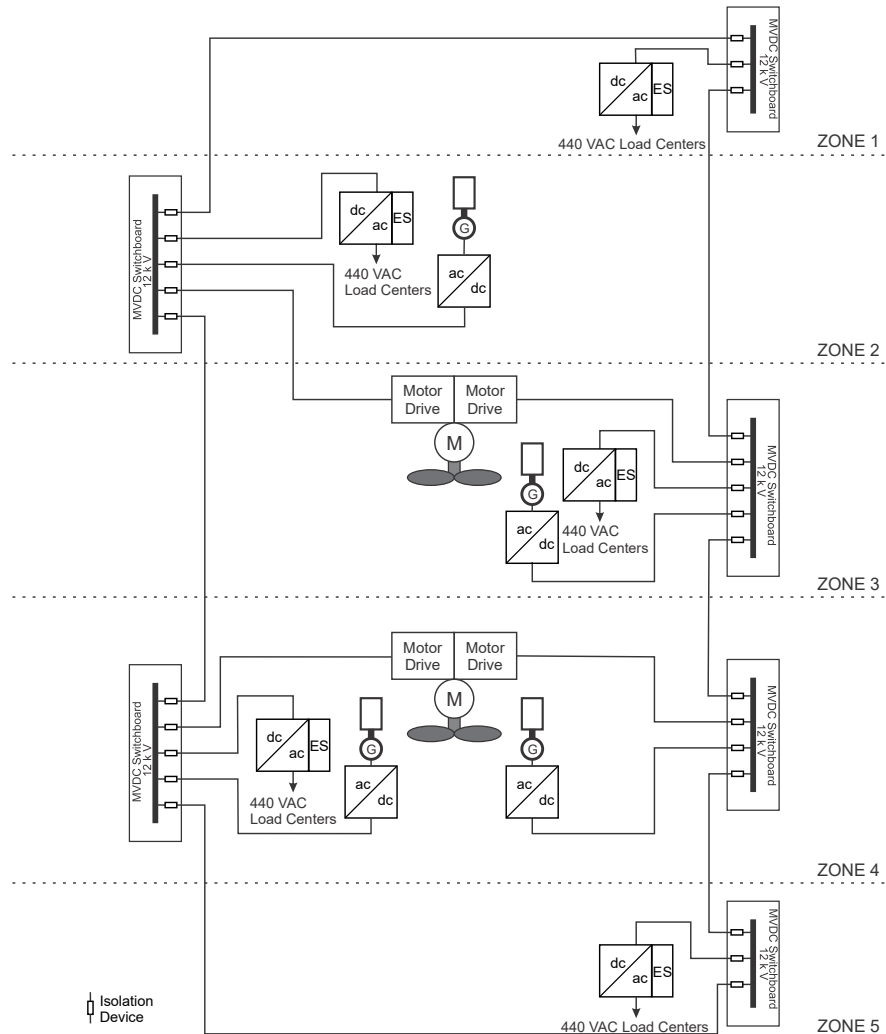 MVDC Switchboard
12 k V
dc
ac
ES
440 VAC Load Centers
ZONE 1
MVDC Switchboard
12 k V
dc
ac
ES
G
440 VAC
Load Centers
ac
dc
ZONE 2
Motor
Drive
Motor
Drive
M
MVDC Switchboard
12 k V
dc
ac
ES
G
ac
dc
440 VAC
Load Centers
ZONE 3
Motor
Drive
Motor
Drive
M
MVDC Switchboard
12 k V
MVDC Switchboard
12 k V
dc
ac
ES
G
G
ac
dc
ac
dc
440 VAC
Load Centers
ZONE 4
MVDC Switchboard
12 k V
dc
ac
ES
440 VAC Load Centers
Isolation
Device
ZONE 5